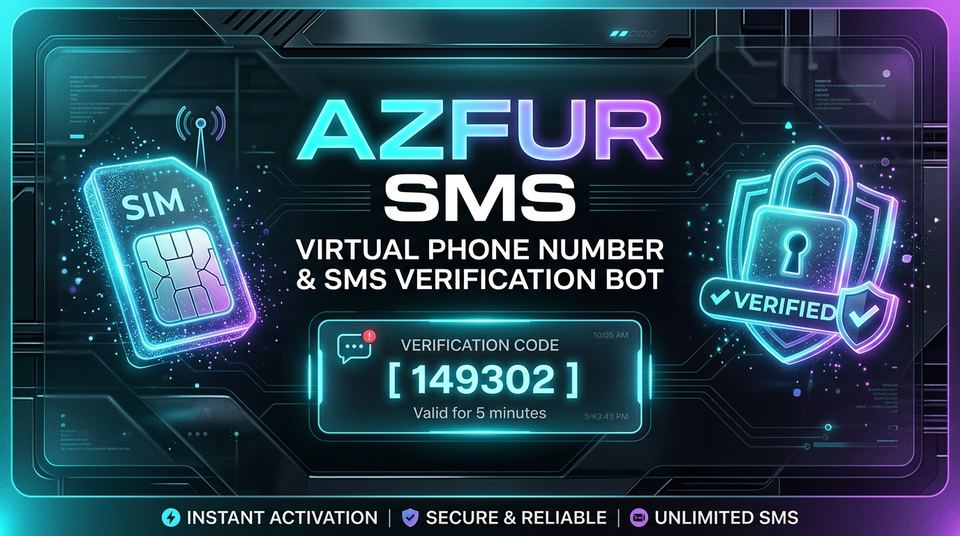 AZFUR
SMS
VIRTUAL PHONE NUMBER
& SMS VERIFICATION BOT
SIM
VERIFIED
10:05 AM
VERIFICATION CODE
[ 149302 ]
Valid for 5 minutes
INSTANT ACTIVATION | SECURE & RELIABLE | UNLIMITED SMS